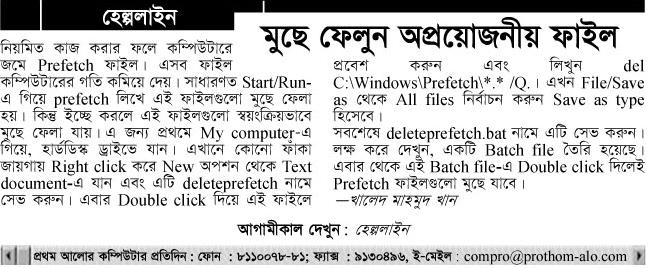 হেল্পলাইন
মুছে ফেলুন অপ্রয়োজনীয় ফাইল
নিয়মিত কাজ করার ফলে কম্পিউটারে
জমে Prefetch ফাইল। এসব ফাইল
কম্পিউটারের গতি কমিয়ে দেয়। সাধারণত Start/Run-
এ গিয়ে prefetch লিখে এই ফাইলগুলো মুছে ফেলা
হয়। কিন্তু ইচ্ছে করলে এই ফাইলগুলো স্বয়ংক্রিয়ভাবে
মুছে ফেলা যায়। এ জন্য প্রথমে My computer-এ
গিয়ে, হার্ডডিস্ক ড্রাইভে যান। এখানে কোনো ফাঁকা
জায়গায় Right click করে New অপশন থেকে Text
document-এ যান এবং এটি deleteprefetch নামে
সেভ করুন। এবার Double click দিয়ে এই ফাইলে
প্রবেশ করুন এবং লিখুন del
C:\Windows\Prefetch\*.* /Q.। এখন File/Save
as থেকে All files নির্বাচন করুন Save as type
হিসেবে।
সবশেষে deleteprefetch.bat নামে এটি সেভ করুন।
লক্ষ করে দেখুন, একটি Batch file তৈরি হয়েছে।
এবার থেকে এই Batch file-এ Double click দিলেই
Prefetch ফাইলগুলো মুছে যাবে।
—খালেদ মাহমুদ খান
আগামীকাল দেখুন : হেল্পলাইন
প্রথম আলোর কম্পিউটার প্রতিদিন : ফোন : ৮১১০০৭৮-৮১; ফ্যাক্স : ৯১৩০৪৯৬, ই-মেইল : compro@prothom-alo.com